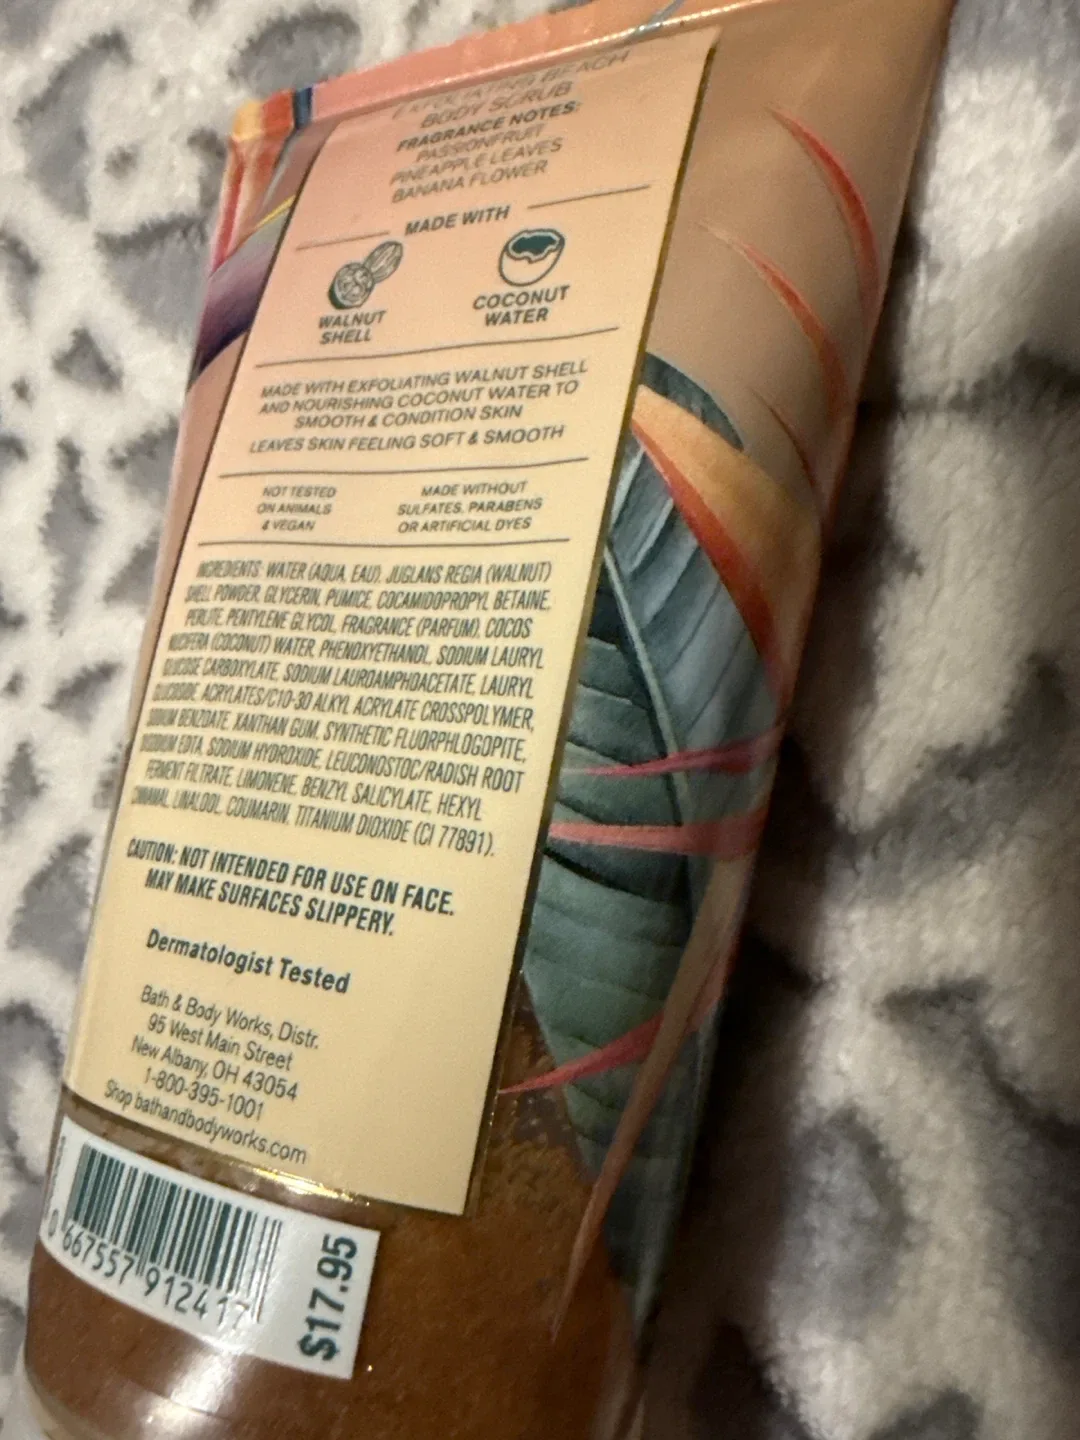 EXFOLIATING BEACH
BODY SCRUB
FRAGRANCE NOTES:
PASSIONFRUIT
PINEAPPLE LEAVES
BANANA FLOWER
MADE WITH
WALNUT
SHELL
COCONUT
WATER
MADE WITH EXFOLIATING WALNUT SHELL
AND NOURISHING COCONUT WATER TO
SMOOTH & CONDITION SKIN
LEAVES SKIN FEELING SOFT & SMOOTH
NOT TESTED
ON ANIMALS
& VEGAN
MADE WITHOUT
SULFATES, PARABENS
OR ARTIFICIAL DYES
INGREDIENTS: WATER (AQUA, EAU), JUGLANS REGIA (WALNUT)
SHELL POWDER, GLYCERIN, PUMICE, COCAMIDOPROPYL BETAINE,
PERLITE, PENTYLENE GLYCOL, FRAGRANCE (PARFUM), COCOS
NUCIFERA (COCONUT) WATER, PHENOXYETHANOL, SODIUM LAURYL
GLUCOSE CARBOXYLATE, SODIUM LAUROAMPHOACETATE, LAURYL
GLUCOSIDE, ACRYLATES/C10-30 ALKYL ACRYLATE CROSSPOLYMER,
SODIUM BENZOATE, XANTHAN GUM, SYNTHETIC FLUORPHLOGOPITE,
DISODIUM EDTA, SODIUM HYDROXIDE, LEUCONOSTOC/RADISH ROOT
FERMENT FILTRATE, LIMONENE, BENZYL SALICYLATE, HEXYL
CINNAMAL, LINALOOL, COUMARIN, TITANIUM DIOXIDE (CI 77891).
CAUTION: NOT INTENDED FOR USE ON FACE.
MAY MAKE SURFACES SLIPPERY.
Dermatologist Tested
Bath & Body Works, Distr.
95 West Main Street
New Albany, OH 43054
1-800-395-1001
Shop bathandbodyworks.com
0 667557 912417
$17.95